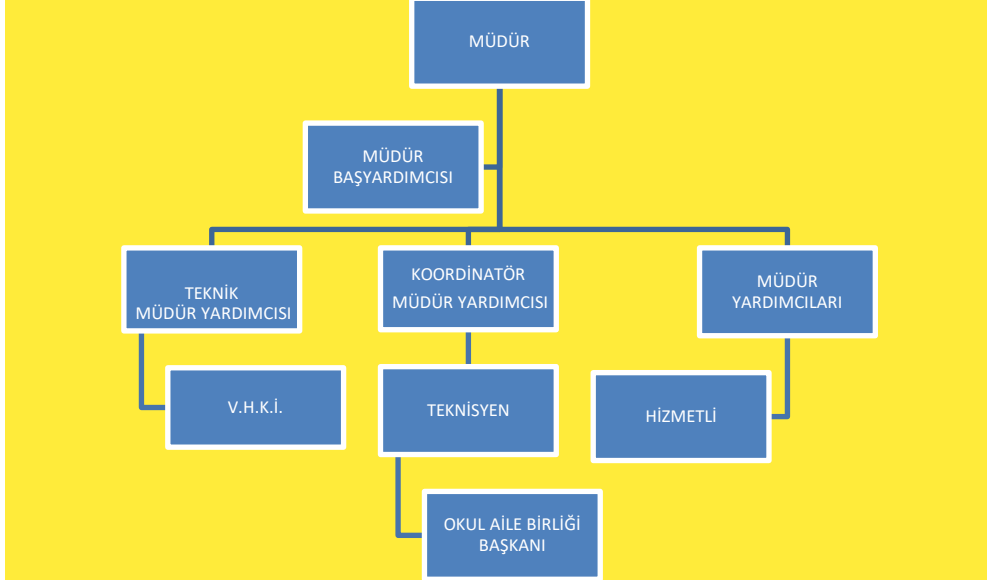 MÜDÜR
MÜDÜR
BAŞYARDIMCISI
TEKNİK
MÜDÜR YARDIMCISI
KOORDİNATÖR
MÜDÜR YARDIMCISI
MÜDÜR
YARDIMCILARI
V.H.K.İ.
TEKNİSYEN
HİZMETLİ
OKUL AİLE BİRLİĞİ
BAŞKANI